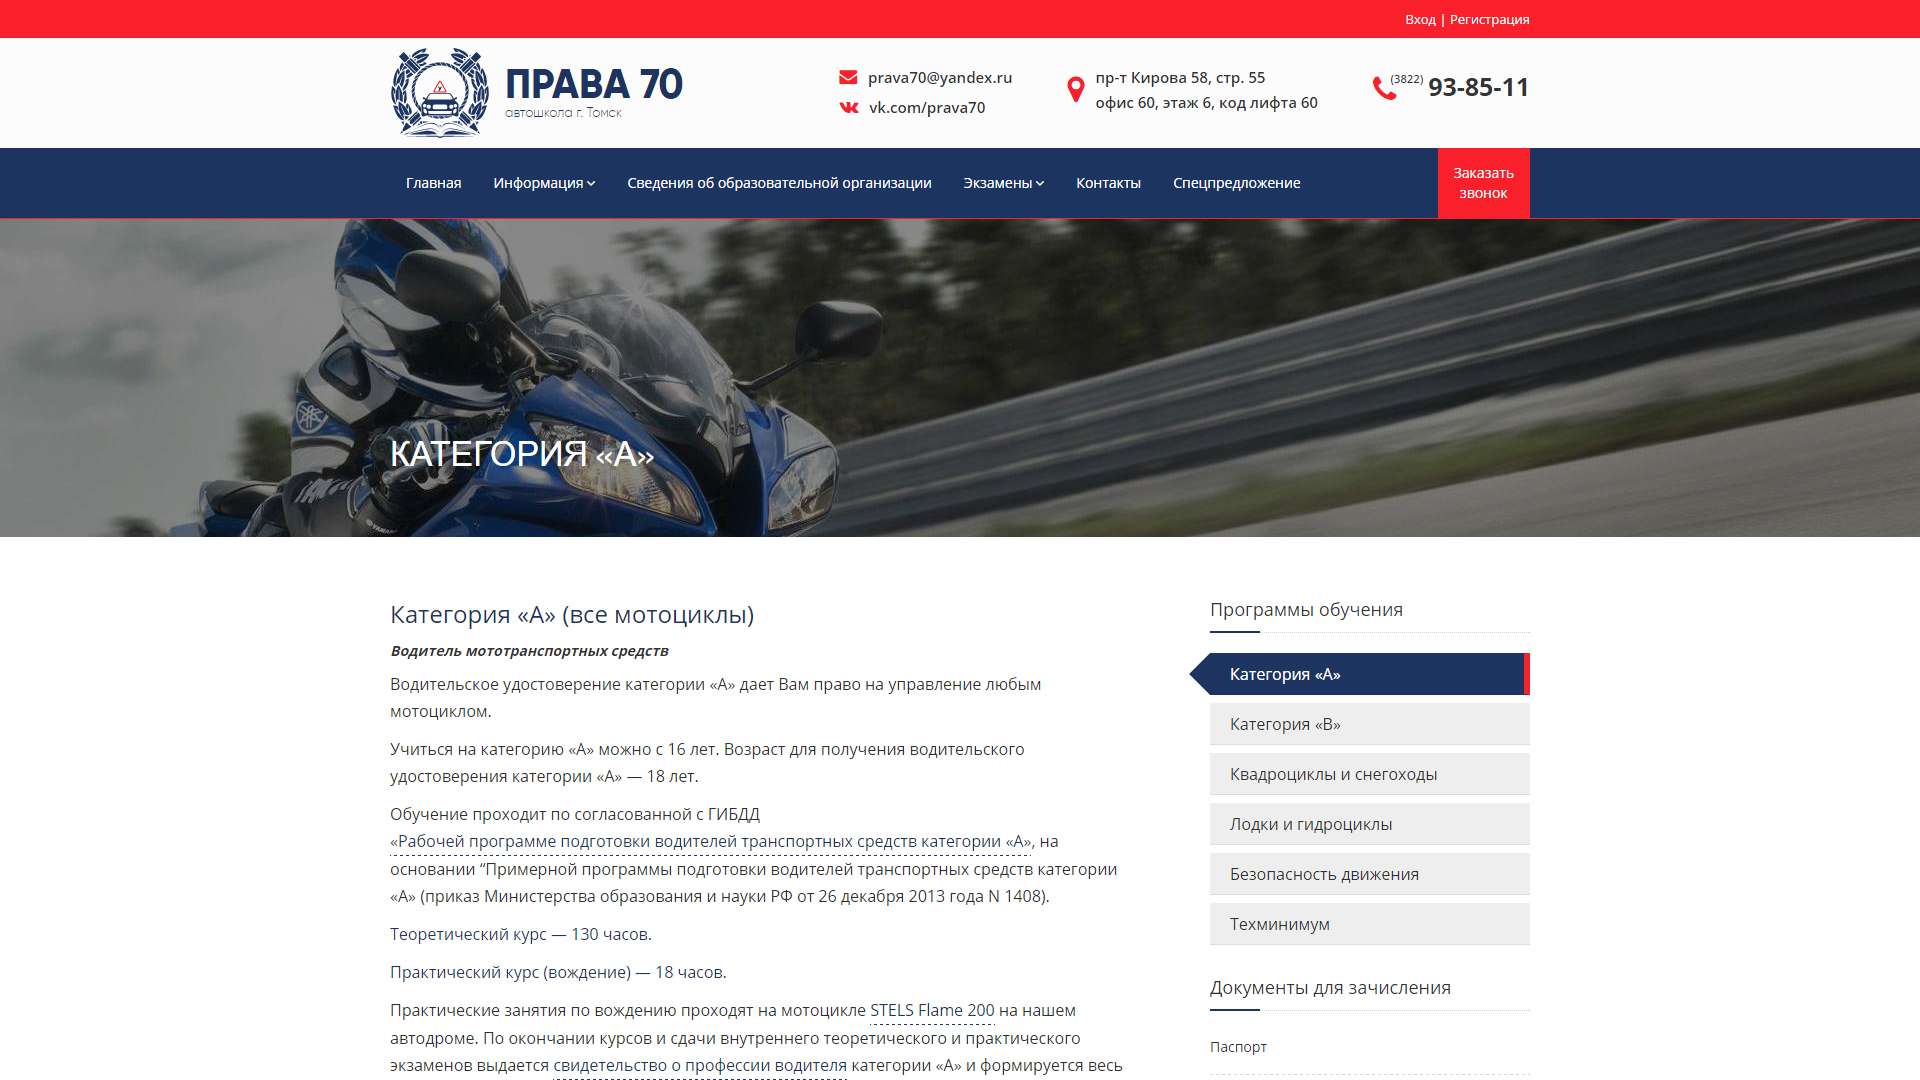 Вход | Регистрация
ПРАВА 70
автошкола г. Томск
prava70@yandex.ru
vk.com/prava70
пр-т Кирова 58, стр. 55
офис 60, этаж 6, код лифта 60
(3822) 93-85-11
Главная
Информация
Сведения об образовательной организации
Экзамены
Контакты
Спецпредложение
Заказать
звонок
КАТЕГОРИЯ «А»
Категория «А» (все мотоциклы)
Водитель мототранспортных средств
Водительское удостоверение категории «А» дает Вам право на управление любым
мотоциклом.
Учиться на категорию «А» можно с 16 лет. Возраст для получения водительского
удостоверения категории «А» — 18 лет.
Обучение проходит по согласованной с ГИБДД
«Рабочей программе подготовки водителей транспортных средств категории «А», на
основании “Примерной программы подготовки водителей транспортных средств категории
«А» (приказ Министерства образования и науки РФ от 26 декабря 2013 года N 1408).
Теоретический курс — 130 часов.
Практический курс (вождение) — 18 часов.
Практические занятия по вождению проходят на мотоцикле STELS Flame 200 на нашем
автодроме. По окончании курсов и сдачи внутреннего теоретического и практического
экзаменов выдается свидетельство о профессии водителя категории «А» и формируется весь
Программы обучения
Категория «А»
Категория «В»
Квадроциклы и снегоходы
Лодки и гидроциклы
Безопасность движения
Техминимум
Документы для зачисления
Паспорт